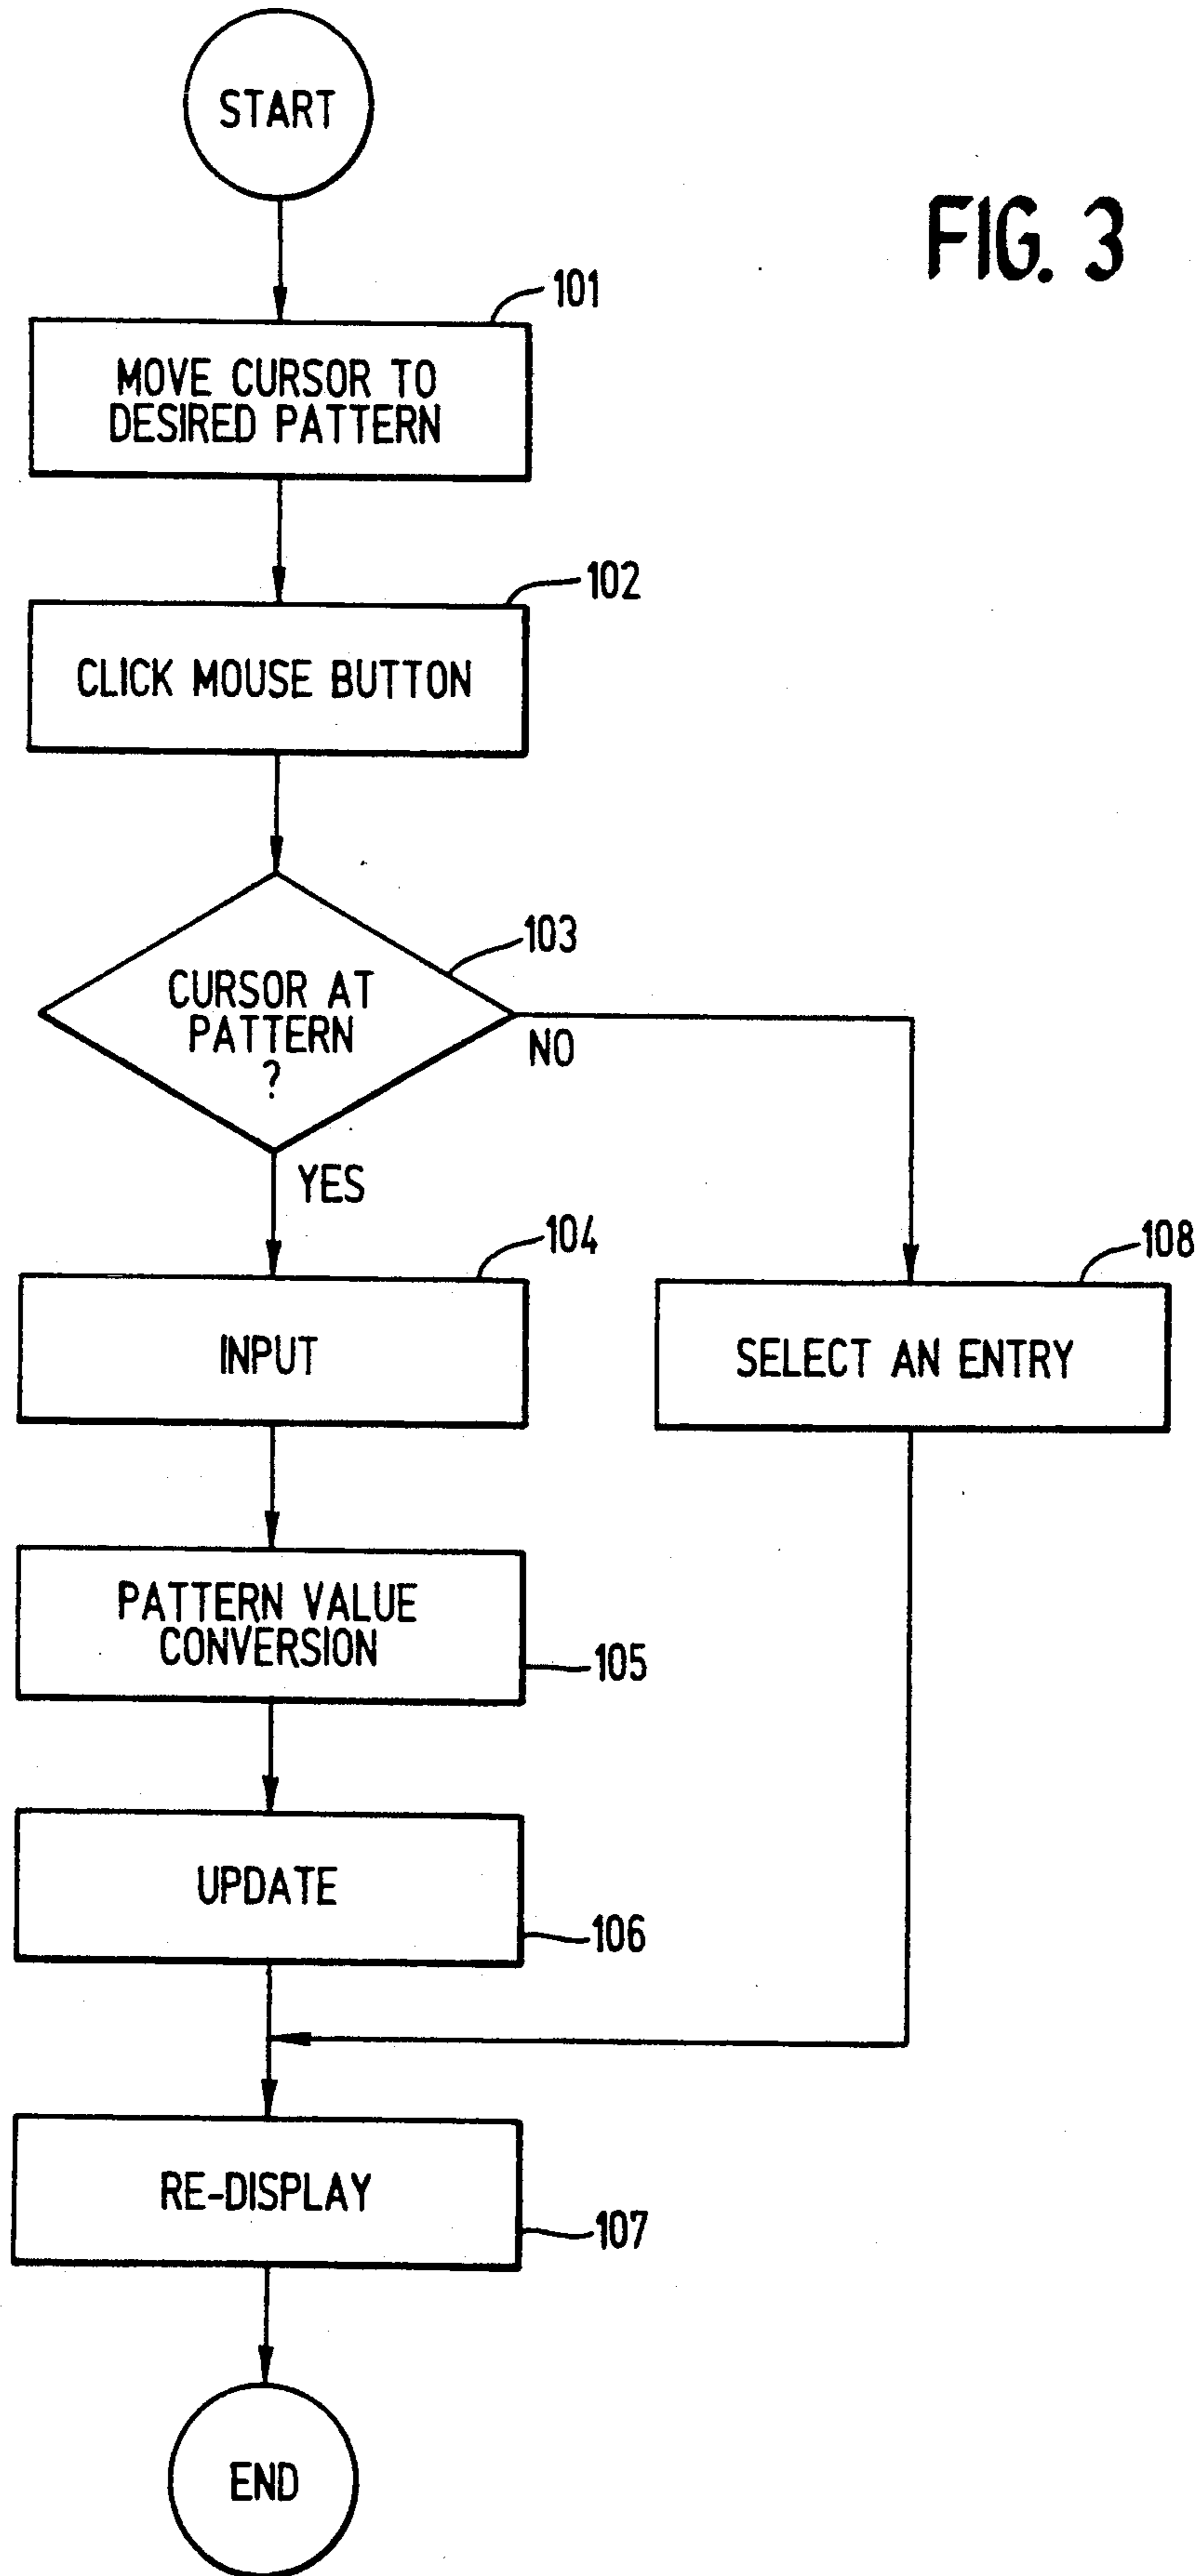 START
FIG. 3
101
MOVE CURSOR TO
DESIRED PATTERN
102
CLICK MOUSE BUTTON
103
CURSOR AT
PATTERN
?
NO
YES
104
INPUT
108
SELECT AN ENTRY
PATTERN VALUE
CONVERSION
105
UPDATE
106
RE-DISPLAY
107
END